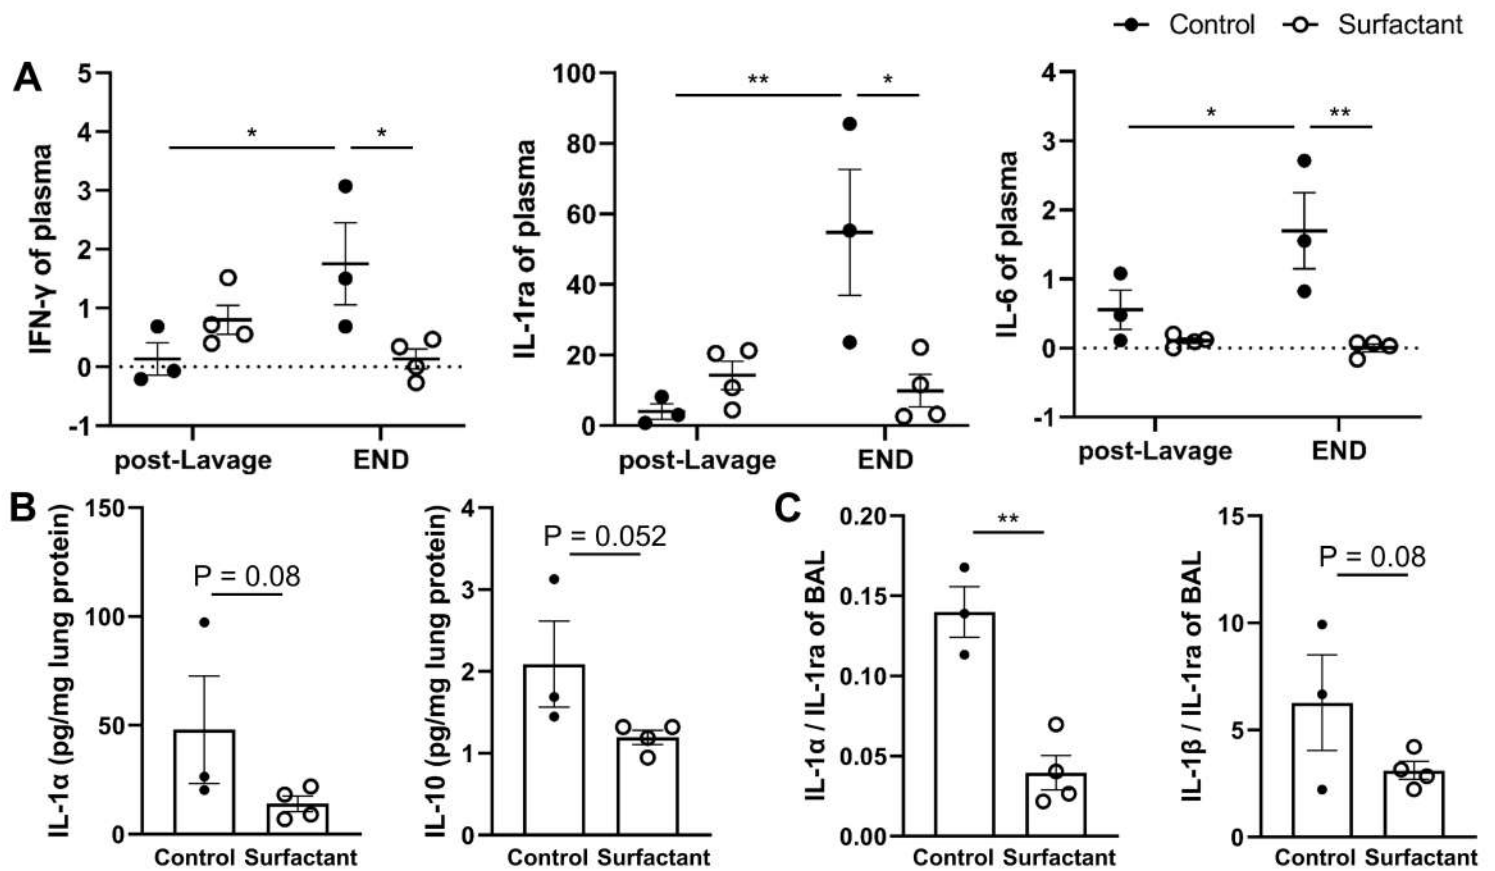 Control Surfactant
A
IFN-γ of plasma
5
4
3
2
1
0
-1
*
*
post-Lavage END
IL-1ra of plasma
100
80
60
40
20
0
**
*
post-Lavage END
IL-6 of plasma
4
3
2
1
0
-1
*
**
post-Lavage END
B
IL-1α (pg/mg lung protein)
150
100
50
0
P = 0.08
Control Surfactant
IL-10 (pg/mg lung protein)
4
3
2
1
0
P = 0.052
Control Surfactant
C
IL-1α / IL-1ra of BAL
0.20
0.15
0.10
0.05
0.00
**
Control Surfactant
IL-1β / IL-1ra of BAL
15
10
5
0
P = 0.08
Control Surfactant